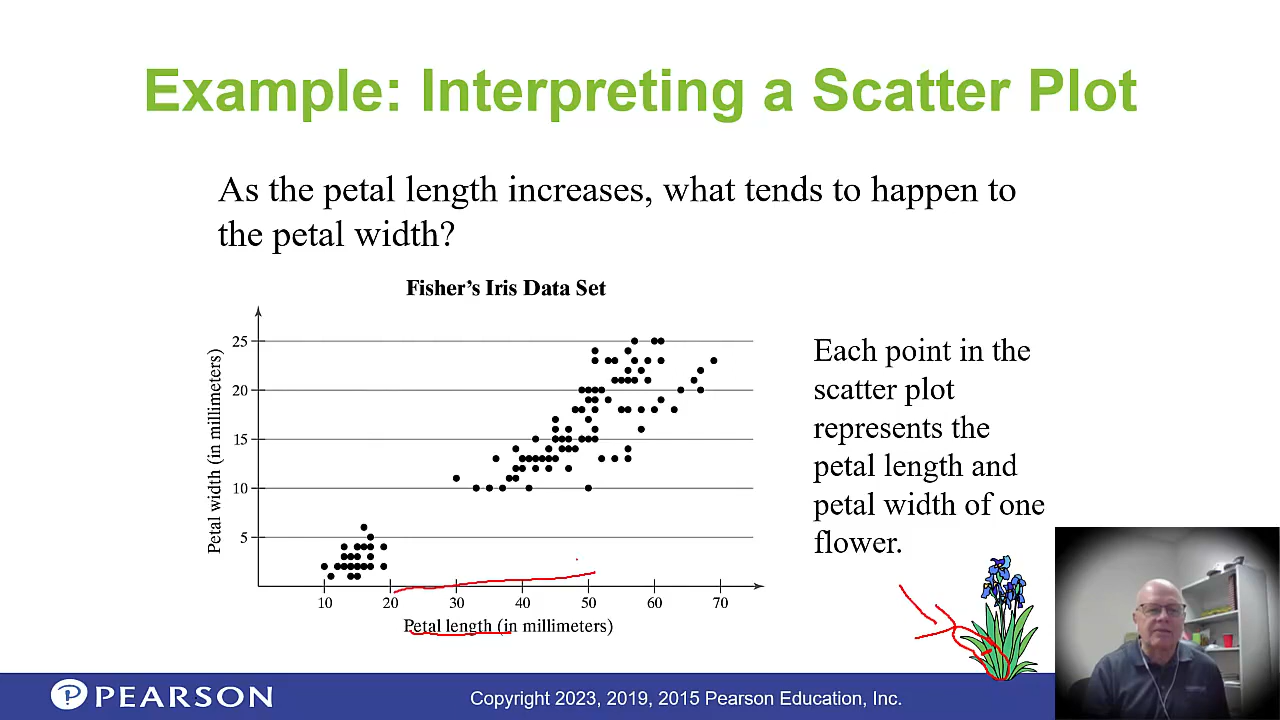 Example: Interpreting a Scatter Plot
As the petal length increases, what tends to happen to
the petal width?
Fisher’s Iris Data Set
Petal width (in millimeters)
25
20
15
10
5
10 20 30 40 50 60 70
Petal length (in millimeters)
Each point in the
scatter plot
represents the
petal length and
petal width of one
flower.
PEARSON
Copyright 2023, 2019, 2015 Pearson Education, Inc.